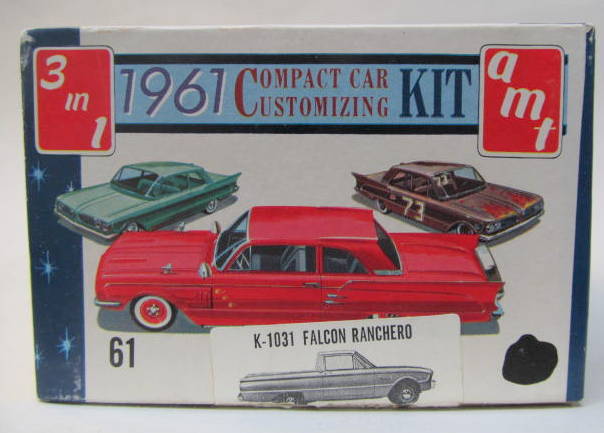 3 in 1
1961 COMPACT CAR CUSTOMIZING KIT
amt
73
61
K-1031 FALCON RANCHERO